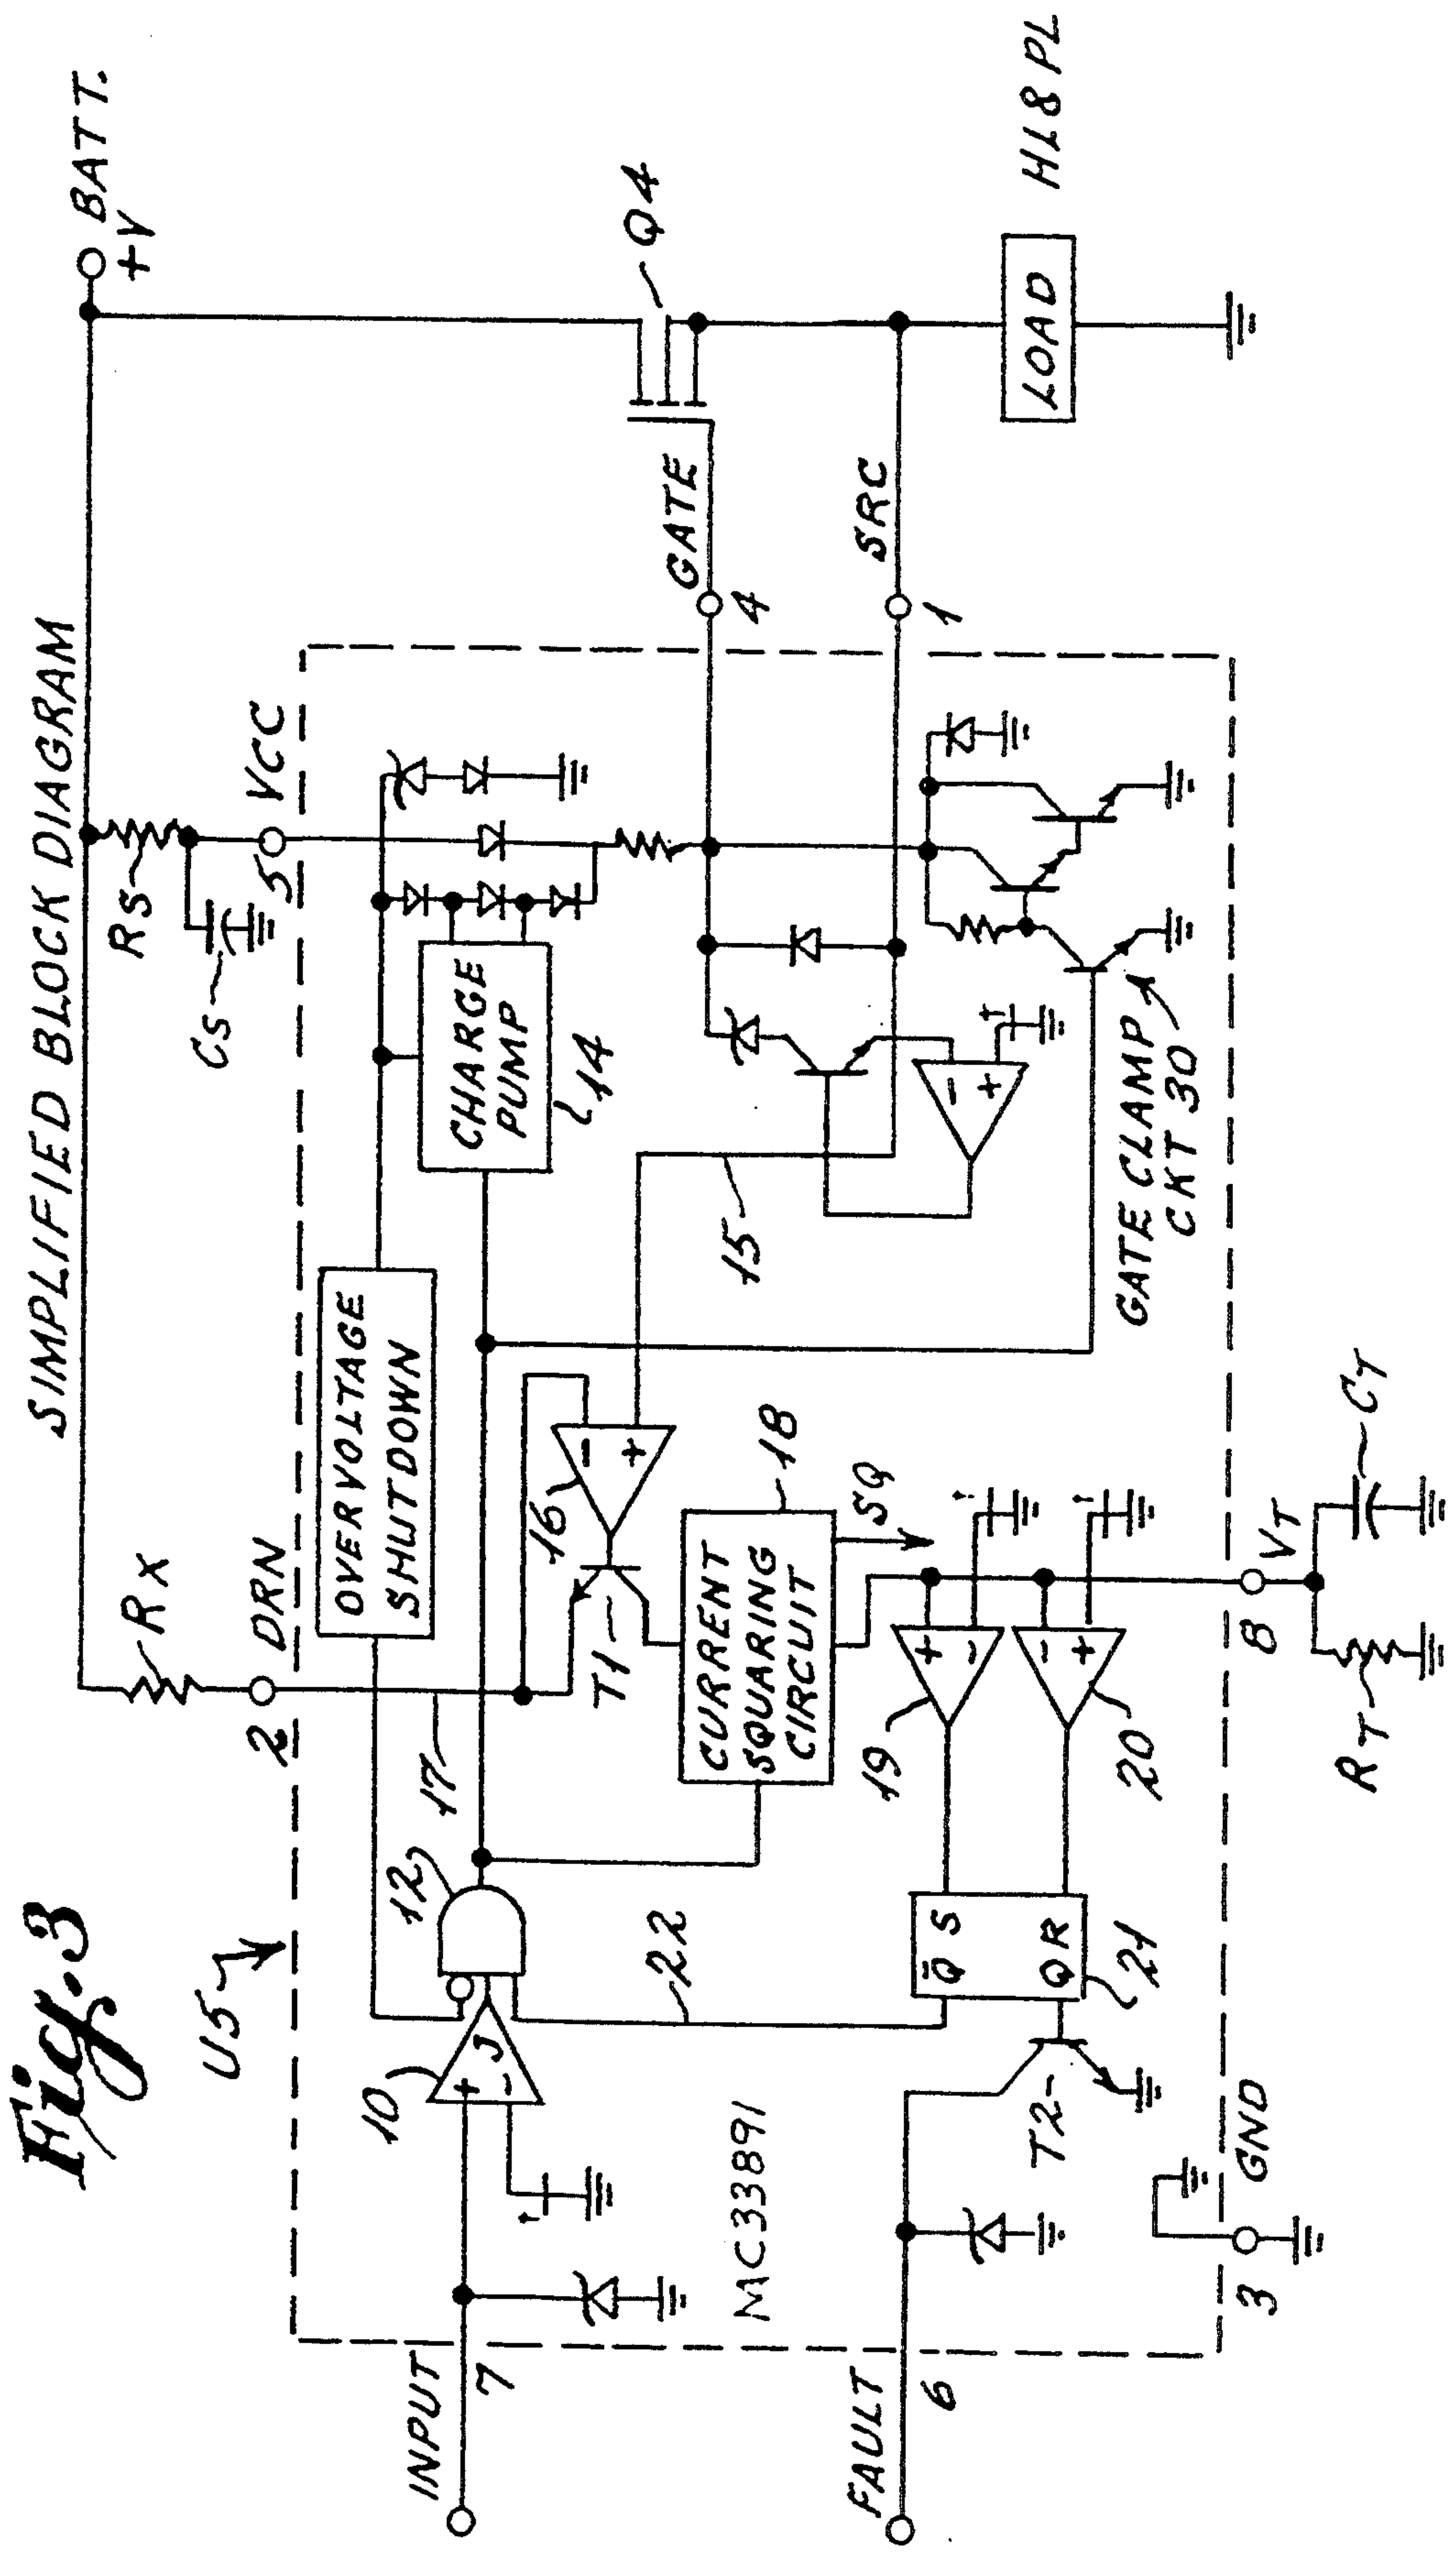 Fig. 3
SIMPLIFIED BLOCK DIAGRAM
BATT.
+V
U5
RX
2
DRN
RS
CS
5
VCC
OVERVOLTAGE
SHUTDOWN
CHARGE
PUMP
14
12
17
10
+
-
J
INPUT
7
16
-
+
T1
15
GATE
4
Q4
CURRENT
SQUARING
CIRCUIT
18
SQ
SRC
1
22
MC33891
19
+
-
20
-
+
-
+
LOAD
HL8 PL
Q̄ S
Q R
21
T2
FAULT
6
GATE CLAMP
CKT 30
3
GND
8
VT
RT
CT